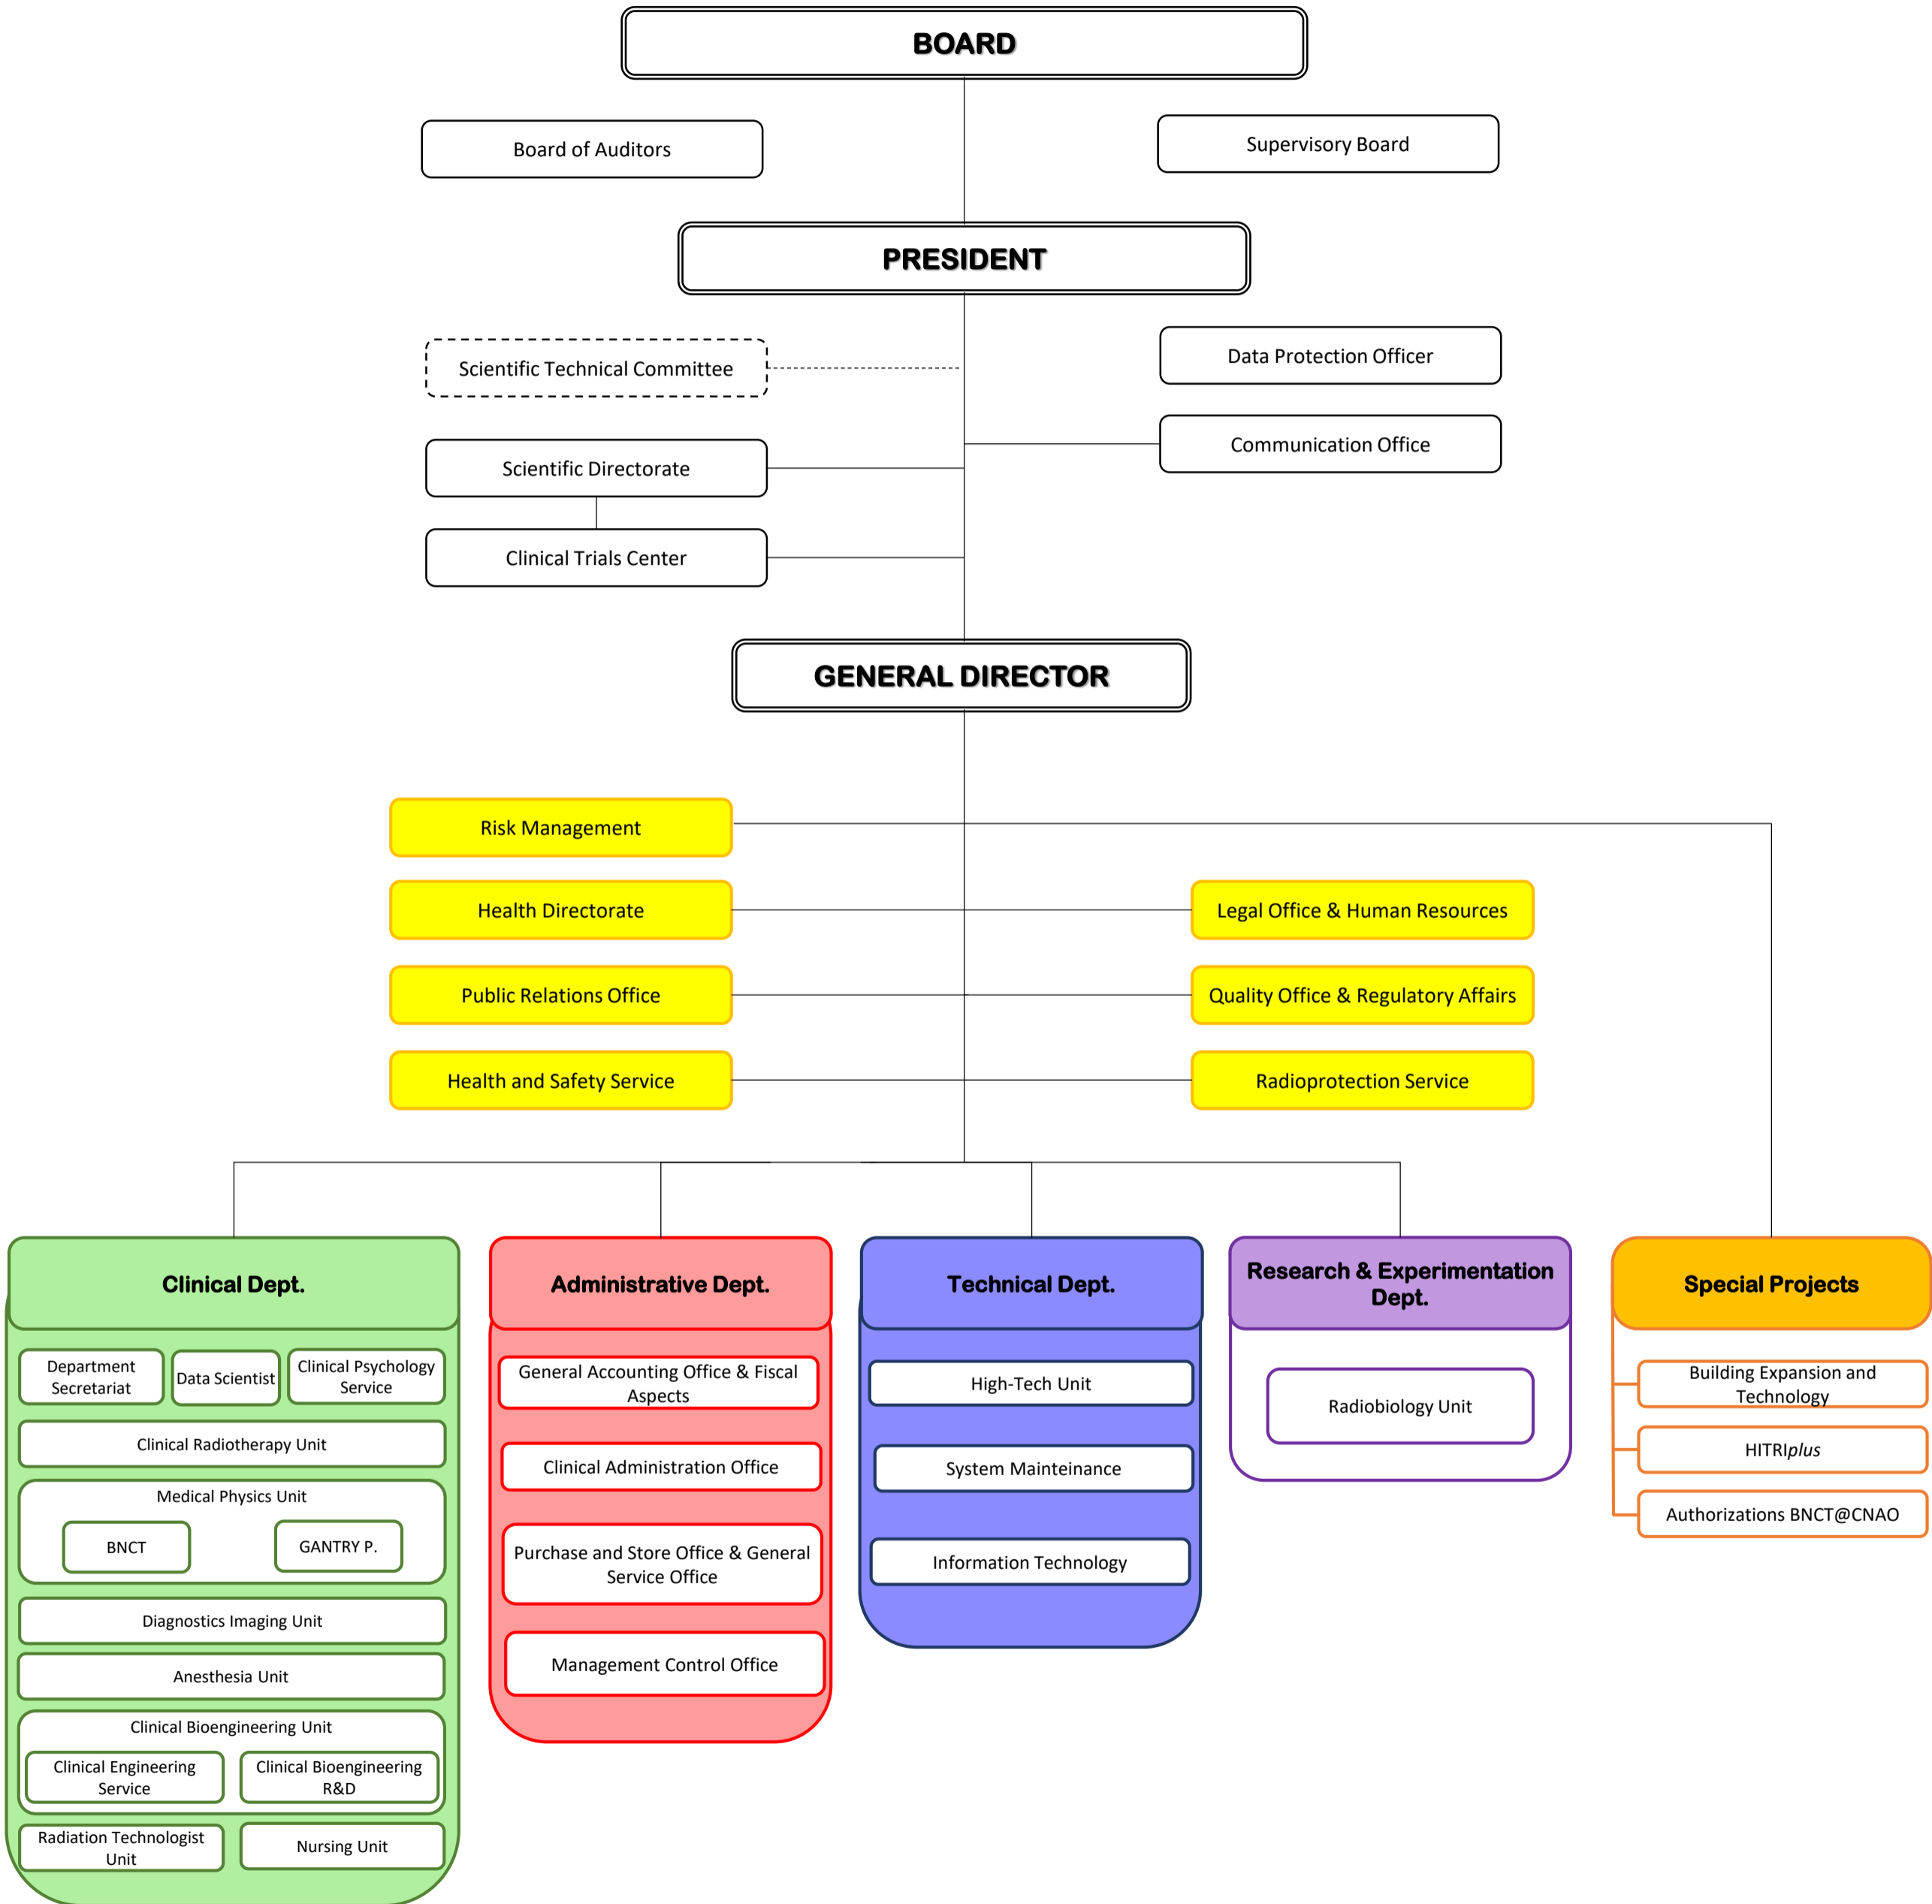 BOARD
Board of Auditors
Supervisory Board
PRESIDENT
Scientific Technical Committee
Data Protection Officer
Communication Office
Scientific Directorate
Clinical Trials Center
GENERAL DIRECTOR
Risk Management
Health Directorate
Legal Office & Human Resources
Public Relations Office
Quality Office & Regulatory Affairs
Health and Safety Service
Radioprotection Service
Clinical Dept.
Department
Secretariat
Data Scientist
Clinical Psychology
Service
Clinical Radiotherapy Unit
Medical Physics Unit
BNCT
GANTRY P.
Diagnostics Imaging Unit
Anesthesia Unit
Clinical Bioengineering Unit
Clinical Engineering
Service
Clinical Bioengineering
R&D
Radiation Technologist
Unit
Nursing Unit
Administrative Dept.
General Accounting Office & Fiscal
Aspects
Clinical Administration Office
Purchase and Store Office & General
Service Office
Management Control Office
Technical Dept.
High-Tech Unit
System Mainteinance
Information Technology
Research & Experimentation
Dept.
Radiobiology Unit
Special Projects
Building Expansion and
Technology
HITRIplus
Authorizations BNCT@CNAO